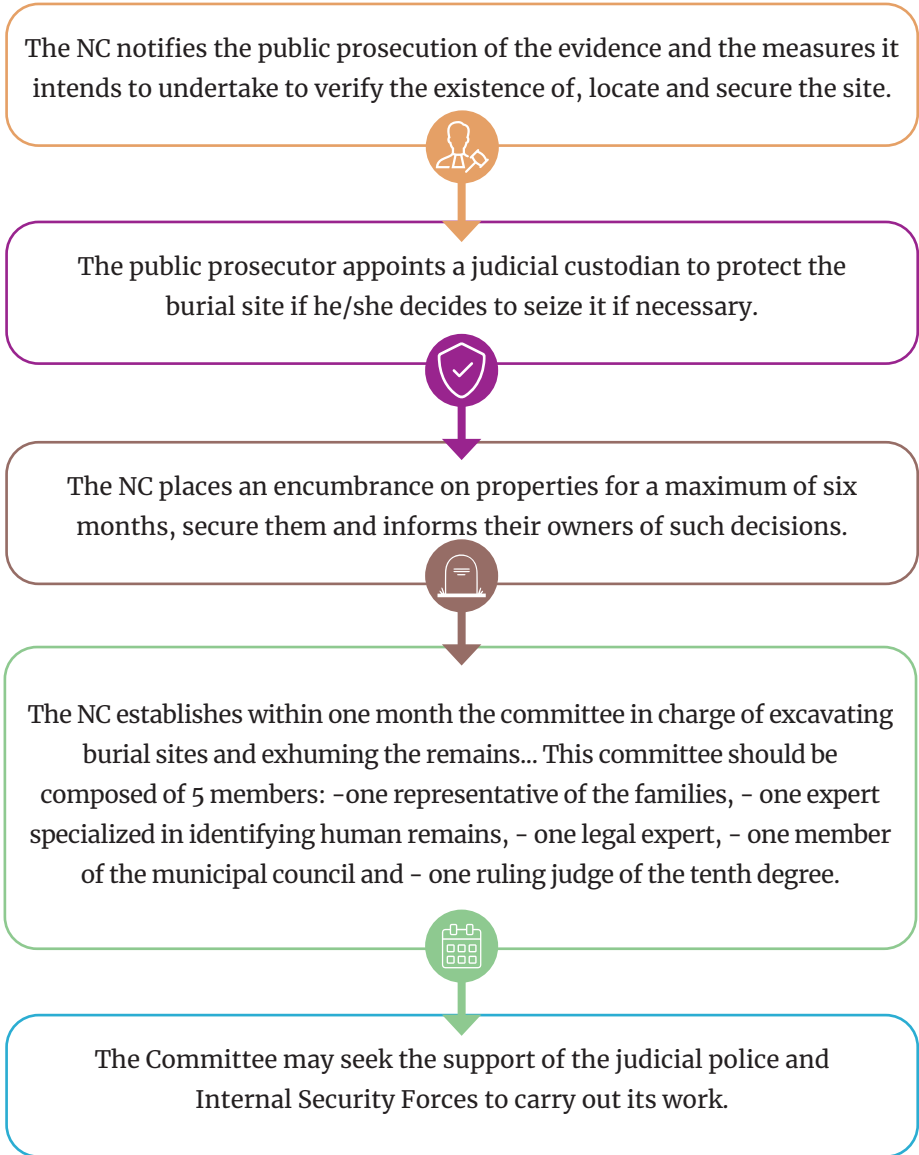 The NC notifies the public prosecution of the evidence and the measures it
intends to undertake to verify the existence of, locate and secure the site.
The public prosecutor appoints a judicial custodian to protect the
burial site if he/she decides to seize it if necessary.
The NC places an encumbrance on properties for a maximum of six
months, secure them and informs their owners of such decisions.
The NC establishes within one month the committee in charge of excavating
burial sites and exhuming the remains... This committee should be
composed of 5 members: -one representative of the families, - one expert
specialized in identifying human remains, - one legal expert, - one member
of the municipal council and - one ruling judge of the tenth degree.
The Committee may seek the support of the judicial police and
Internal Security Forces to carry out its work.